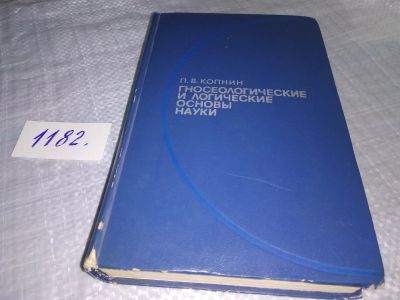 П. В. КОПНИН
ГНОСЕОЛОГИЧЕСКИЕ
И ЛОГИЧЕСКИЕ
ОСНОВЫ
НАУКИ
1182.